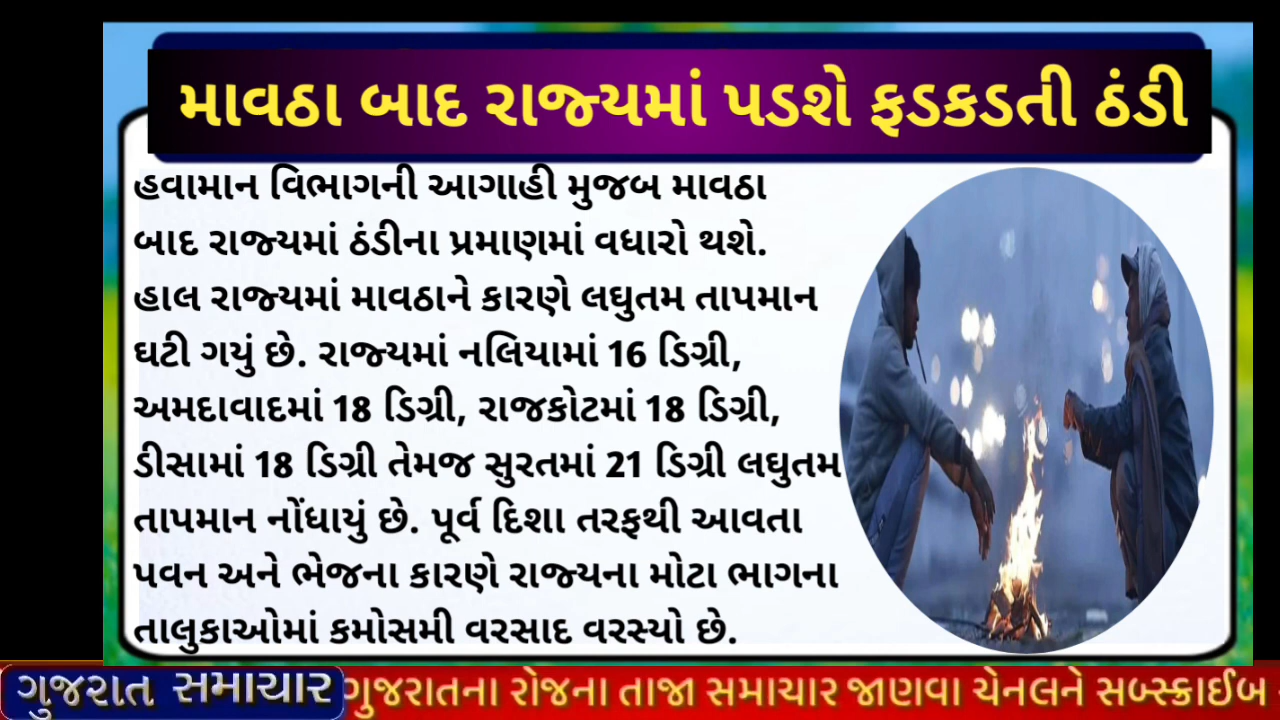 માવઠા બાદ રાજ્યમાં પડશે ફડકડતી ઠંડી
હવામાન વિભાગની આગાહી મુજબ માવઠા
બાદ રાજ્યમાં ઠંડીના પ્રમાણમાં વધારો થશે.
હાલ રાજ્યમાં માવઠાને કારણે લઘુતમ તાપમાન
ઘટી ગયું છે. રાજ્યમાં નલિયામાં 16 ડિગ્રી,
અમદાવાદમાં 18 ડિગ્રી, રાજકોટમાં 18 ડિગ્રી,
ડીસામાં 18 ડિગ્રી તેમજ સુરતમાં 21 ડિગ્રી લઘુતમ
તાપમાન નોંધાયું છે. પૂર્વ દિશા તરફથી આવતા
પવન અને ભેજના કારણે રાજ્યના મોટા ભાગના
તાલુકાઓમાં કમોસમી વરસાદ વરસ્યો છે.
ગુજરાત સમાચાર ગુજરાતના રોજના તાજા સમાચાર જાણવા ચેનલને સબ્સ્ક્રાઈબ